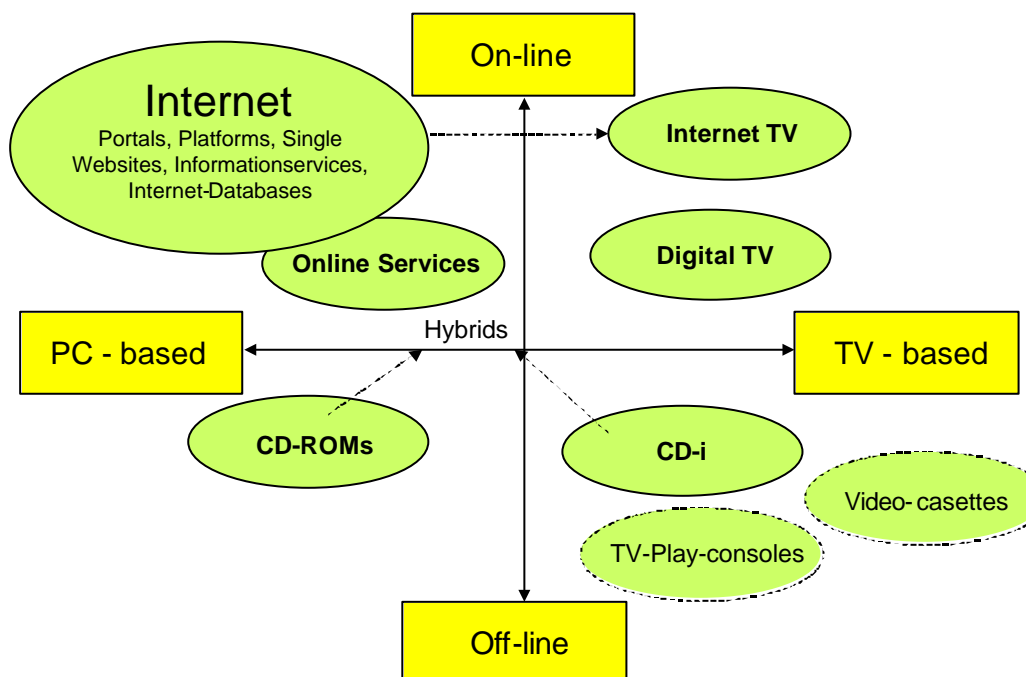 On-line
Internet
Portals, Platforms, Single
Websites, Informationservices,
Internet-Databases
Internet TV
Online Services
Digital TV
Hybrids
PC - based
TV - based
CD-ROMs
CD-i
Video- casettes
TV-Play-consoles
Off-line